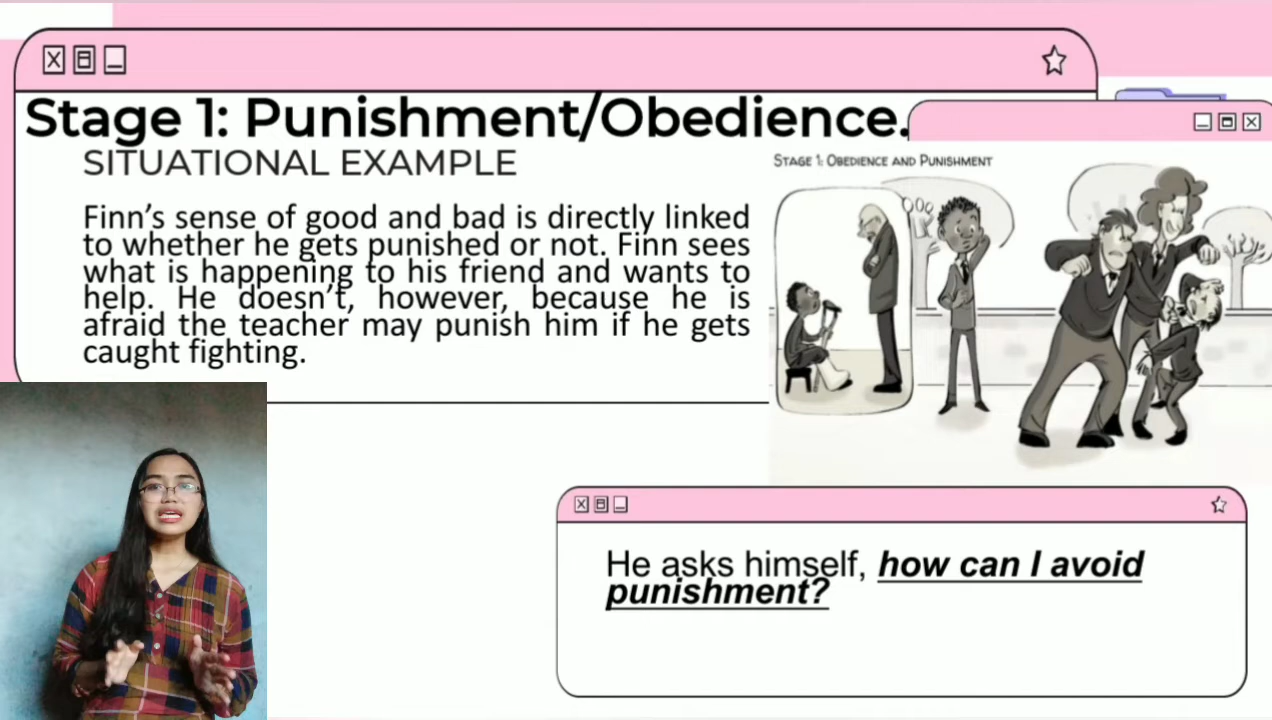 Stage 1: Punishment/Obedience.
SITUATIONAL EXAMPLE
Finn's sense of good and bad is directly linked
to whether he gets punished or not. Finn sees
what is happening to his friend and wants to
help. He doesn't, however, because he is
afraid the teacher may punish him if he gets
caught fighting.
STAGE 1: OBEDIENCE AND PUNISHMENT
He asks himself, how can I avoid
punishment?